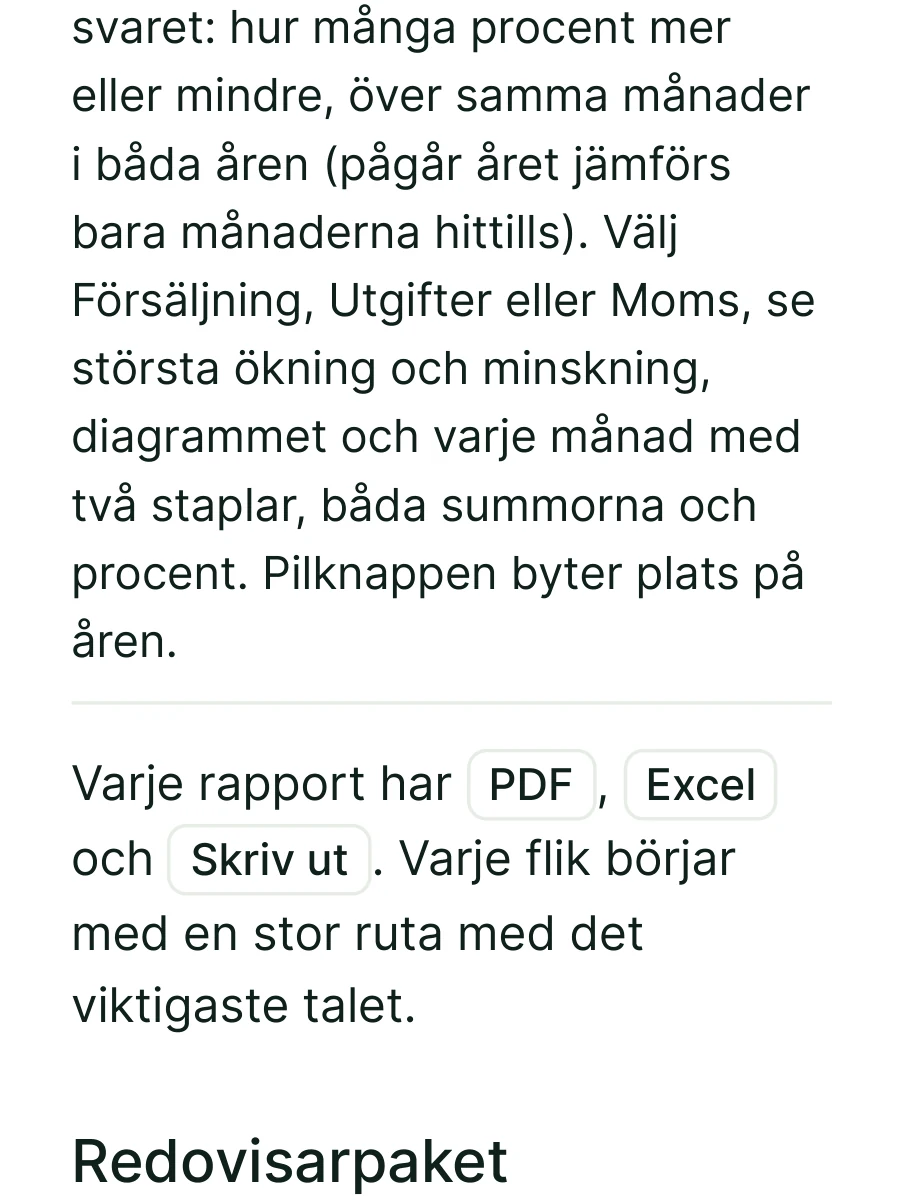 svaret: hur många procent mer
eller mindre, över samma månader
i båda åren (pågår året jämförs
bara månaderna hittills). Välj
Försäljning, Utgifter eller Moms, se
största ökning och minskning,
diagrammet och varje månad med
två staplar, båda summorna och
procent. Pilknappen byter plats på
åren.
Varje rapport har PDF, Excel
och Skriv ut. Varje flik börjar
med en stor ruta med det
viktigaste talet.
Redovisarpaket